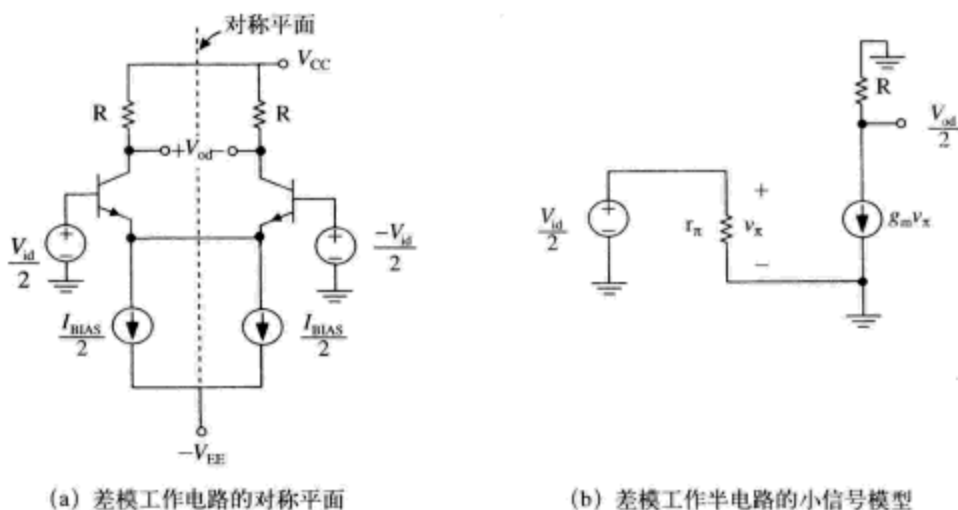 对称平面
V_CC
R
R
+V_od-
V_id/2
-V_id/2
I_BIAS/2
I_BIAS/2
-V_EE
(a) 差模工作电路的对称平面
R
V_od/2
V_id/2
r_π
+
v_π
−
g_m v_π
(b) 差模工作半电路的小信号模型